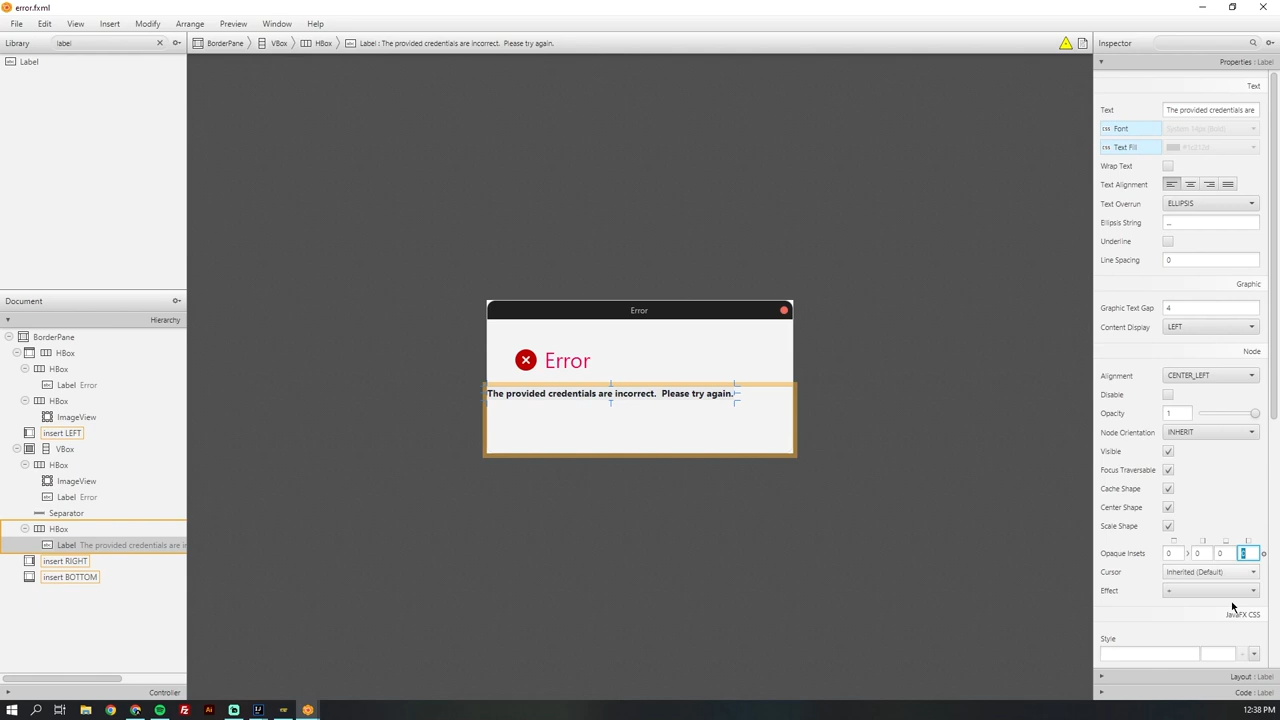 error.fxml
File Edit View Insert Modify Arrange Preview Window Help
Library label
BorderPane VBox HBox Label : The provided credentials are incorrect. Please try again.
Inspector
Label
Properties : Label
Text
Text The provided credentials are
Font System 14px (Bold)
Text Fill #1c212d
Wrap Text
Text Alignment
Text Overrun ELLIPSIS
Ellipsis String ...
Underline
Line Spacing 0
Graphic
Graphic Text Gap 4
Content Display LEFT
Node
Alignment CENTER_LEFT
Disable
Opacity 1
Node Orientation INHERIT
Visible
Focus Traversable
Cache Shape
Center Shape
Scale Shape
Opaque Insets 0 0 0
Cursor Inherited (Default)
Effect +
JavaFX CSS
Style
Layout : Label
Code : Label
Error
Error
The provided credentials are incorrect. Please try again.
Document
Hierarchy
BorderPane
HBox
HBox
Label Error
HBox
ImageView
insert LEFT
VBox
HBox
ImageView
Label Error
Separator
HBox
Label The provided credentials are i
insert RIGHT
insert BOTTOM
Controller
12:38 PM